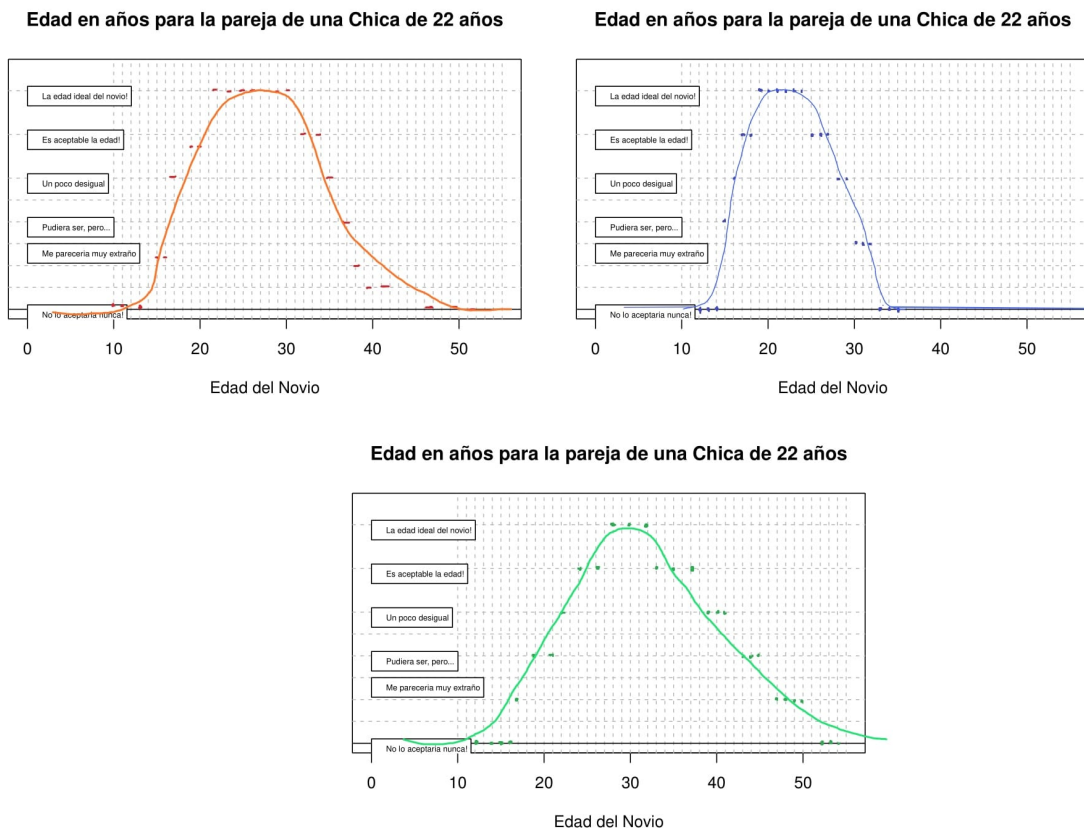 Edad en años para la pareja de una Chica de 22 años
La edad ideal del novio!
Es aceptable la edad!
Un poco desigual
Pudiera ser, pero...
Me pareceria muy extraño
No lo aceptaria nunca!
0 10 20 30 40 50
Edad del Novio
Edad en años para la pareja de una Chica de 22 años
La edad ideal del novio!
Es aceptable la edad!
Un poco desigual
Pudiera ser, pero...
Me pareceria muy extraño
No lo aceptaria nunca!
0 10 20 30 40 50
Edad del Novio
Edad en años para la pareja de una Chica de 22 años
La edad ideal del novio!
Es aceptable la edad!
Un poco desigual
Pudiera ser, pero...
Me pareceria muy extraño
No lo aceptaria nunca!
0 10 20 30 40 50
Edad del Novio